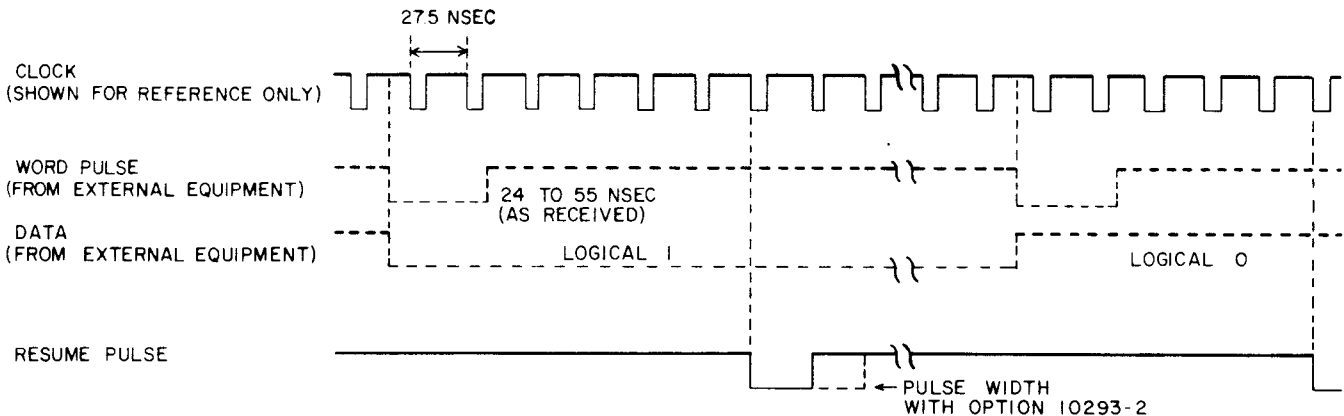 27.5 NSEC
CLOCK
(SHOWN FOR REFERENCE ONLY)
WORD PULSE
(FROM EXTERNAL EQUIPMENT)
24 TO 55 NSEC
(AS RECEIVED)
DATA
(FROM EXTERNAL EQUIPMENT)
LOGICAL 1
LOGICAL 0
RESUME PULSE
PULSE WIDTH
WITH OPTION 10293-2